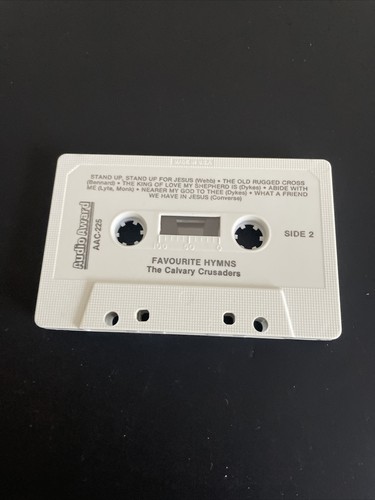 STAND UP, STAND UP FOR JESUS (Webb) • THE OLD RUGGED CROSS
(Bennard) • THE KING OF LOVE MY SHEPHERD IS (Dykes) • ABIDE WITH
ME (Lyte, Monk) • NEARER MY GOD TO THEE (Dykes) • WHAT A FRIEND
WE HAVE IN JESUS (Converse)
Audio Award
AAC-225
SIDE 2
FAVOURITE HYMNS
The Calvary Crusaders